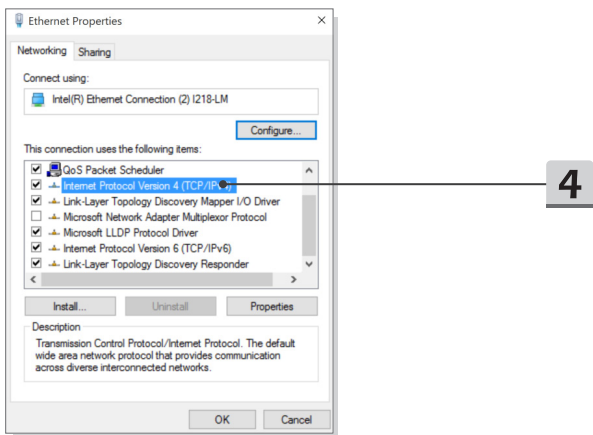 Ethernet Properties
Networking
Sharing
Connect using:
Intel(R) Ethernet Connection (2) I218-LM
Configure...
This connection uses the following items:
QoS Packet Scheduler
Internet Protocol Version 4 (TCP/IPv4)
4
Link-Layer Topology Discovery Mapper I/O Driver
Microsoft Network Adapter Multiplexor Protocol
Microsoft LLDP Protocol Driver
Internet Protocol Version 6 (TCP/IPv6)
Link-Layer Topology Discovery Responder
Install...
Uninstall
Properties
Description
Transmission Control Protocol/Internet Protocol. The default
wide area network protocol that provides communication
across diverse interconnected networks.
OK
Cancel